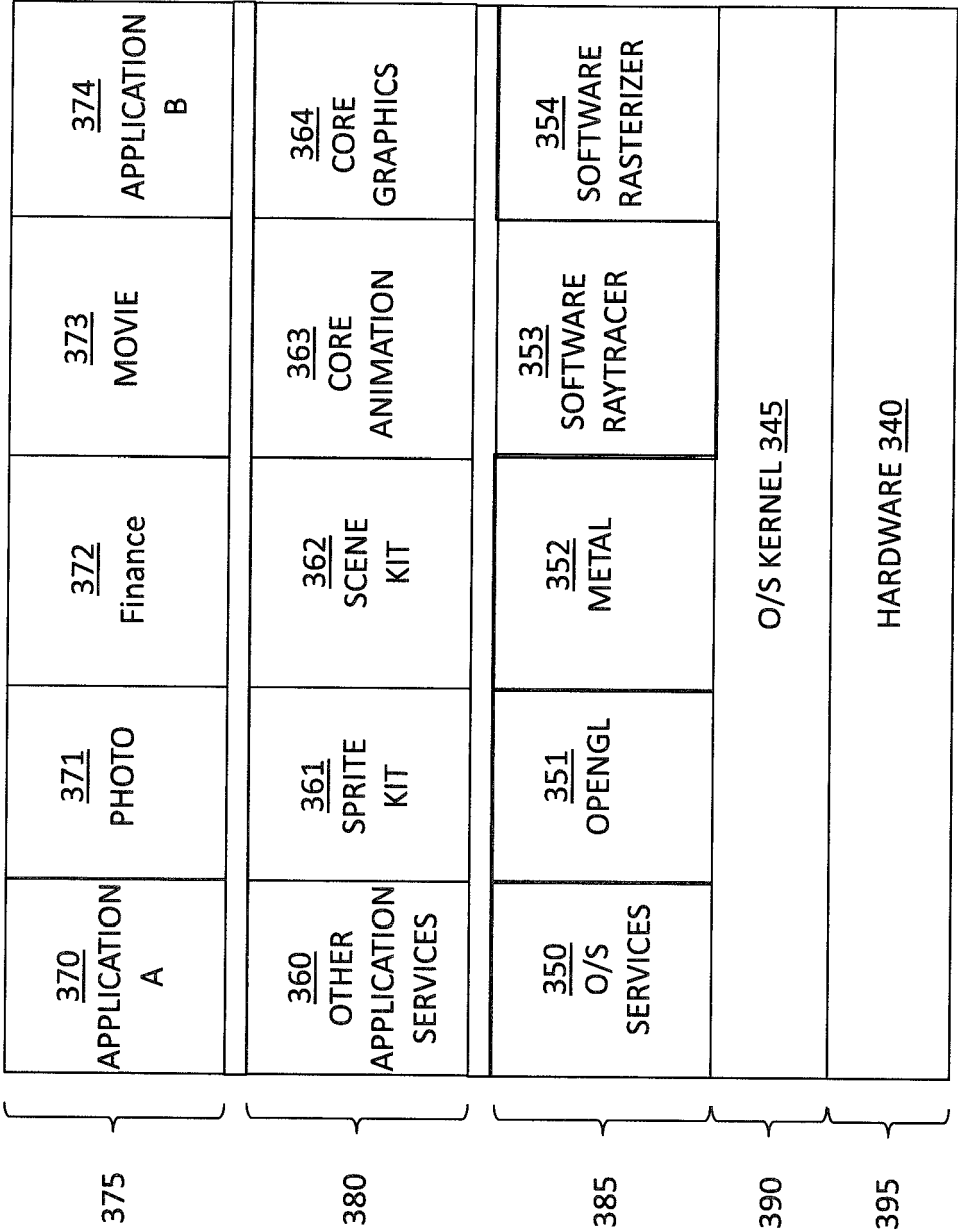 375
370
APPLICATION
A
371
PHOTO
372
Finance
373
MOVIE
374
APPLICATION
B
380
360
OTHER
APPLICATION
SERVICES
361
SPRITE
KIT
362
SCENE
KIT
363
CORE
ANIMATION
364
CORE
GRAPHICS
385
350
O/S
SERVICES
351
OPENGL
352
METAL
353
SOFTWARE
RAYTRACER
354
SOFTWARE
RASTERIZER
390
O/S KERNEL 345
395
HARDWARE 340